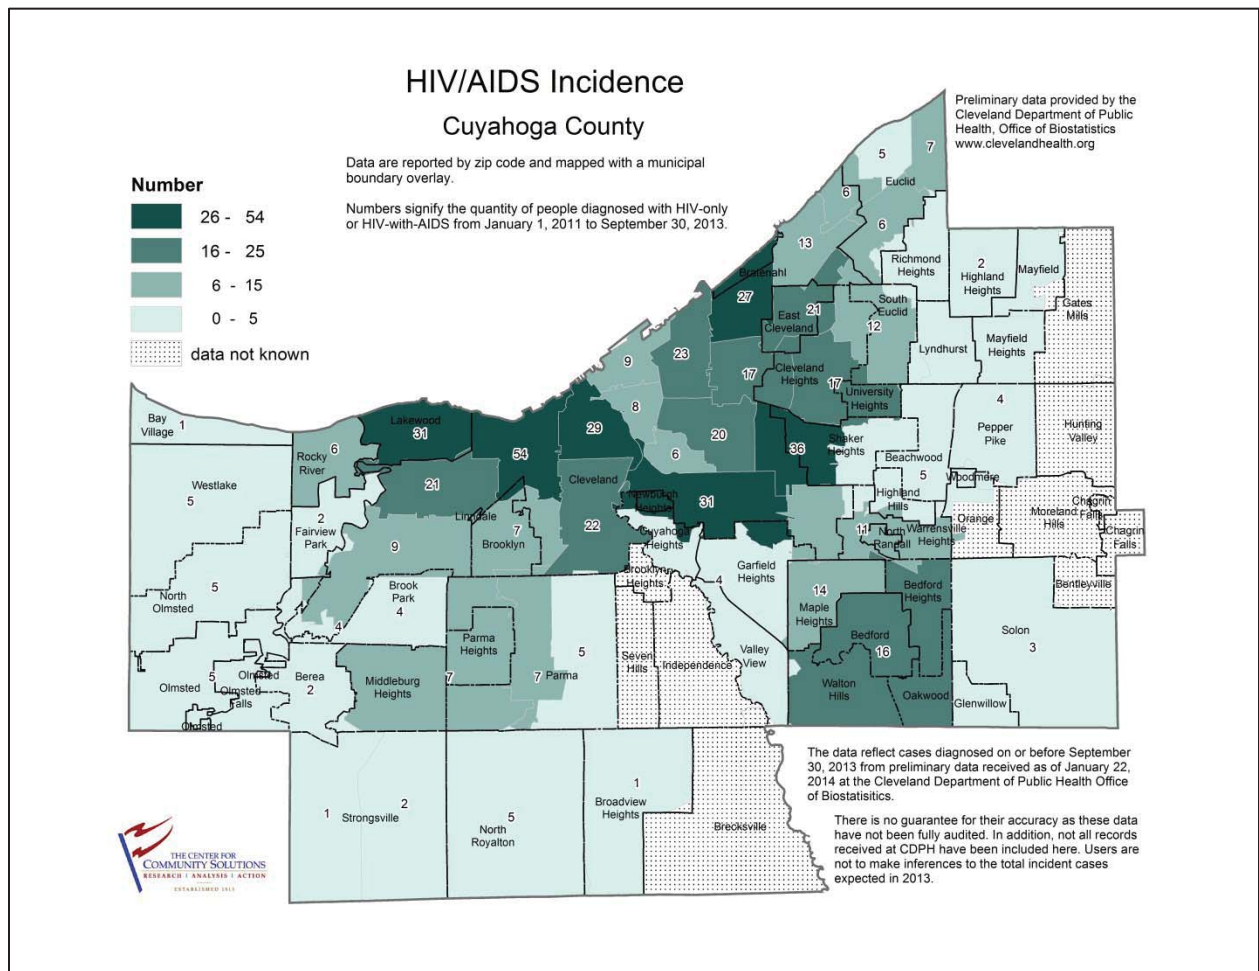 HIV/AIDS Incidence
Cuyahoga County
Data are reported by zip code and mapped with a municipal
boundary overlay.
Numbers signify the quantity of people diagnosed with HIV-only
or HIV-with-AIDS from January 1, 2011 to September 30, 2013.
Preliminary data provided by the
Cleveland Department of Public
Health, Office of Biostatistics
www.clevelandhealth.org
Number
26 - 54
16 - 25
6 - 15
0 - 5
data not known
5
7
Euclid
6
6
13
Richmond
Heights
2
Highland
Heights
Mayfield
Gates
Mills
Bratenahl
27
East
Cleveland
21
South
Euclid
12
Lyndhurst
Mayfield
Heights
9
23
17
Cleveland
Heights
17
University
Heights
8
20
6
29
54
Lakewood
31
Bay
Village
1
Rocky
River
6
Westlake
5
21
2
Fairview
Park
Cleveland
22
Linndale
7
Brooklyn
9
36
Shaker
Heights
Beachwood
5
4
Pepper
Pike
Hunting
Valley
Woodmere
Highland
Hills
Newburgh
Heights
31
Cuyahoga
Heights
11
North
Randall
Warrensville
Heights
Orange
Moreland
Hills
Chagrin
Falls
Chagrin
Falls
Bentleyville
Brooklyn
Heights
4
Garfield
Heights
14
Maple
Heights
Bedford
Heights
Bedford
16
Walton
Hills
Oakwood
Solon
3
Glenwillow
5
North
Olmsted
Brook
Park
4
4
Parma
Heights
7
7
Parma
5
Seven
Hills
Independence
Valley
View
Olmsted
5
Olmsted
Olmsted
Falls
Olmsted
Berea
2
Middleburg
Heights
1
2
Strongsville
5
North
Royalton
1
Broadview
Heights
Brecksville
The data reflect cases diagnosed on or before September
30, 2013 from preliminary data received as of January 22,
2014 at the Cleveland Department of Public Health Office
of Biostatisitics.
There is no guarantee for their accuracy as these data
have not been fully audited. In addition, not all records
received at CDPH have been included here. Users are
not to make inferences to the total incident cases
expected in 2013.
THE CENTER FOR
COMMUNITY SOLUTIONS
RESEARCH | ANALYSIS | ACTION
ESTABLISHED 1913